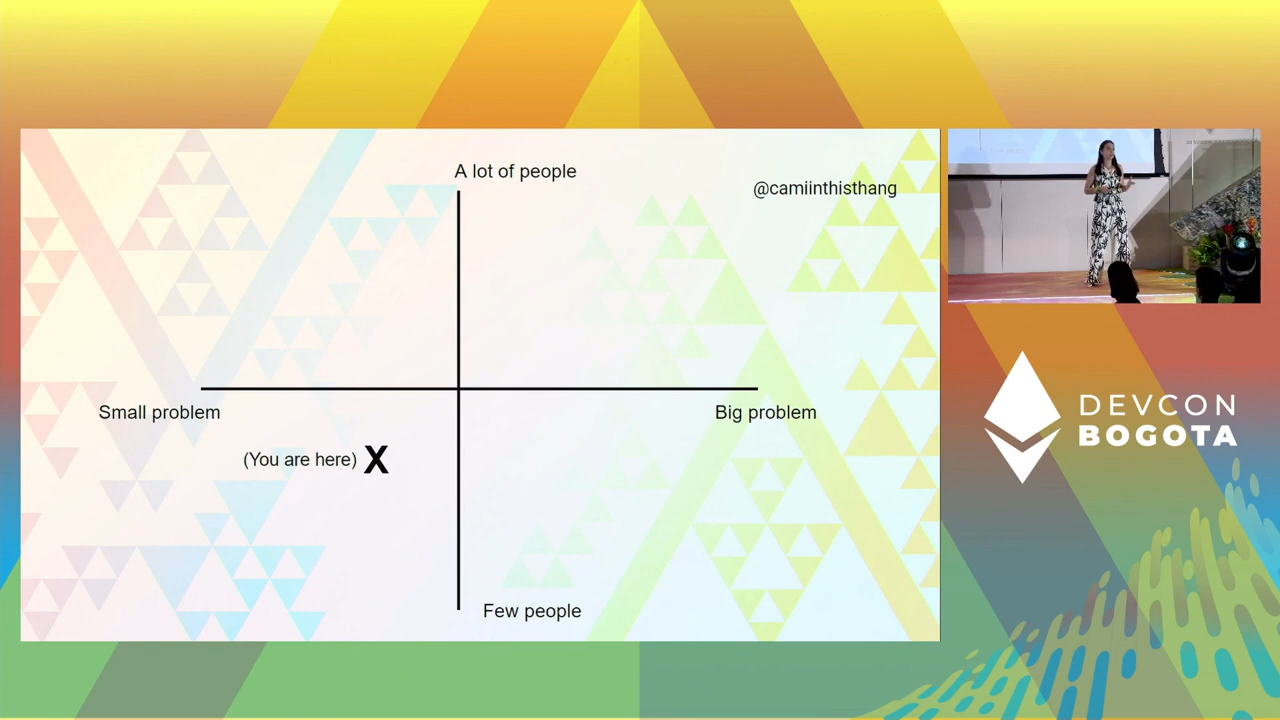 A lot of people
@camiinthisthang
Small problem
Big problem
(You are here) X
Few people
DEVCON
BOGOTA